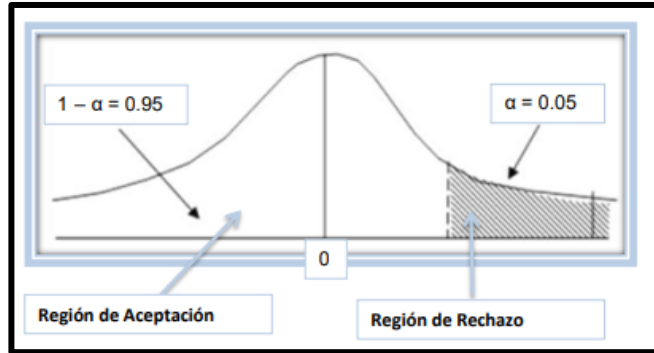 1 – α = 0.95
α = 0.05
0
Región de Aceptación
Región de Rechazo